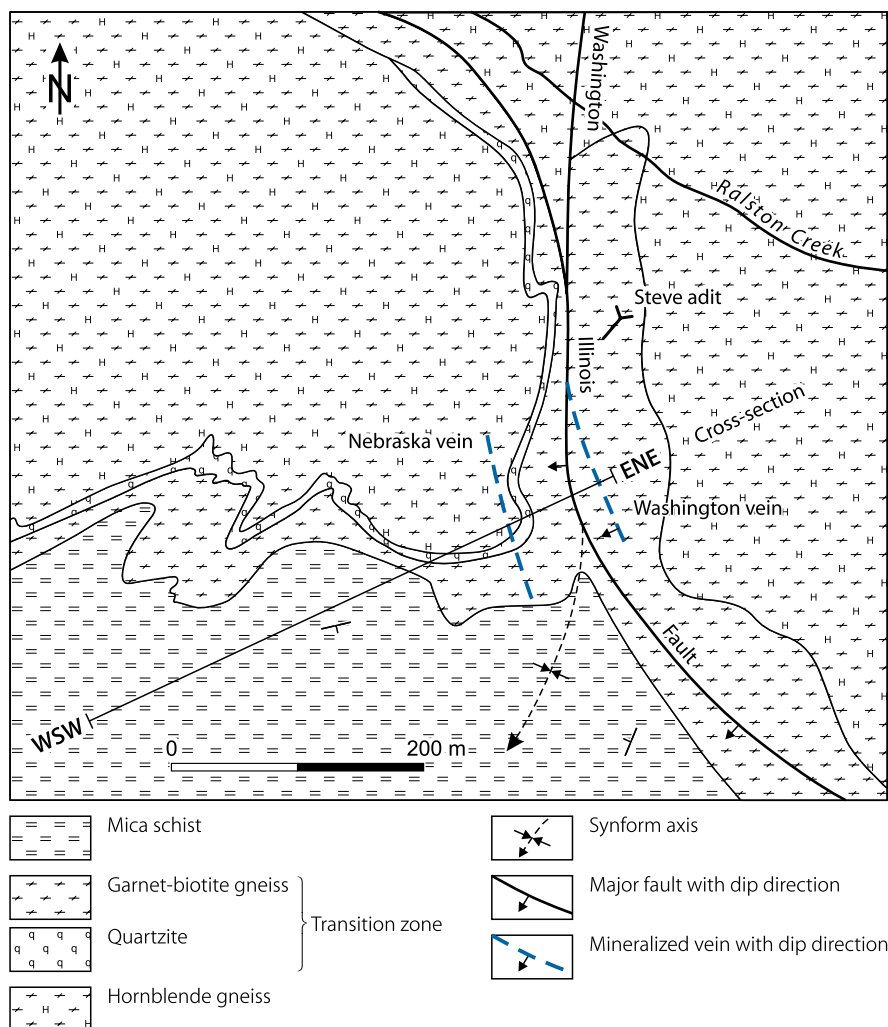 N
Washington
Ralston Creek
Steve adit
Illinois
Cross-section
Nebraska vein
ENE
Washington vein
Fault
WSW
0
200 m
Mica schist
Synform axis
Garnet-biotite gneiss
Major fault with dip direction
Transition zone
Quartzite
Mineralized vein with dip direction
Hornblende gneiss